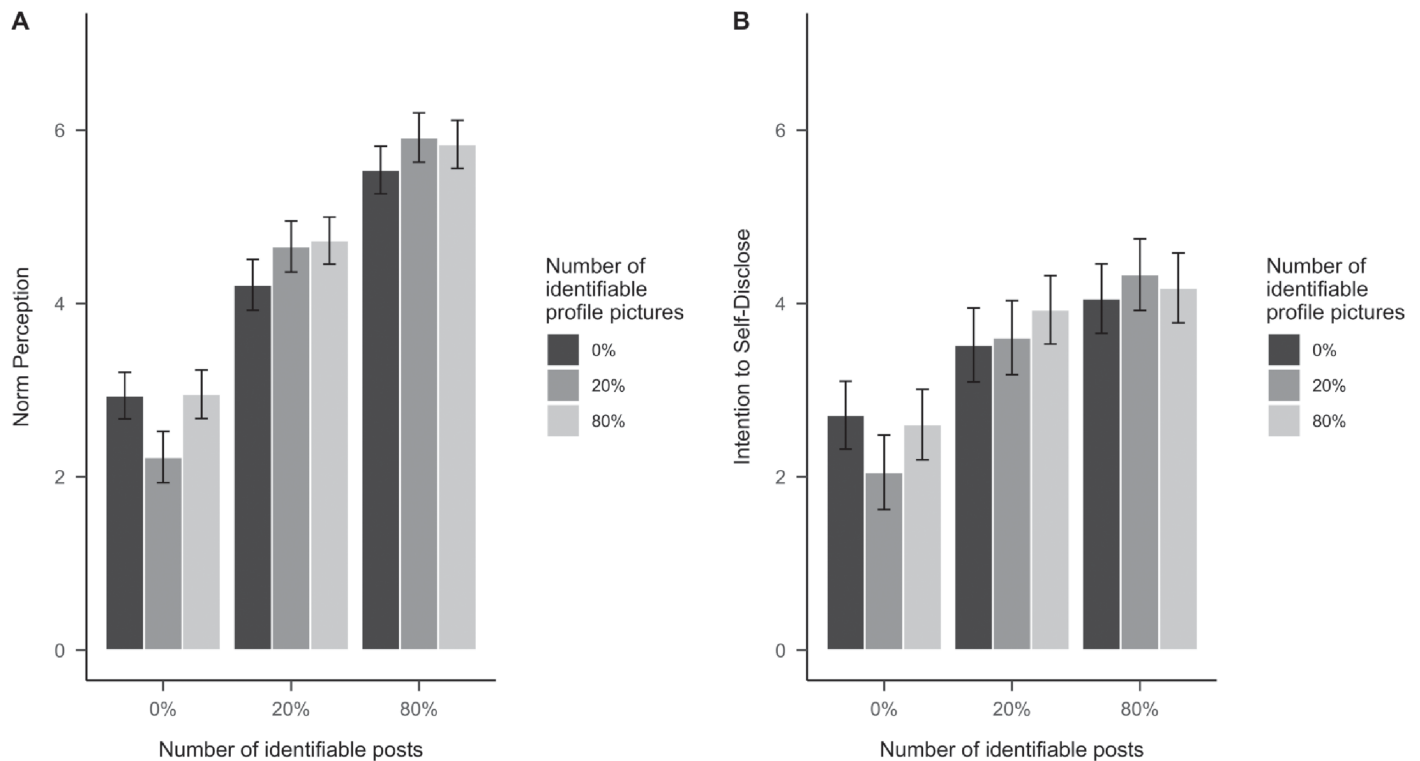 A
Norm Perception
6
4
2
0
0%
20%
80%
Number of identifiable posts
Number of
identifiable
profile pictures
0%
20%
80%
B
Intention to Self-Disclose
6
4
2
0
0%
20%
80%
Number of identifiable posts
Number of
identifiable
profile pictures
0%
20%
80%